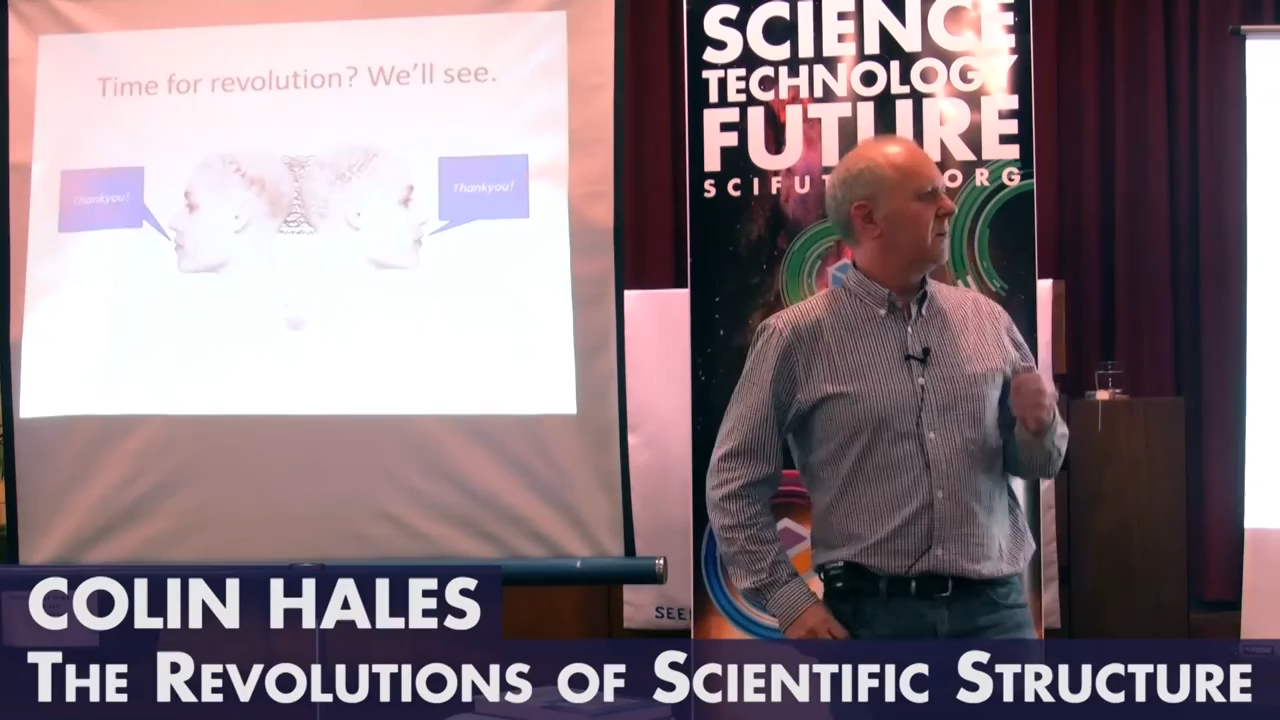 Time for revolution? We'll see.
Thankyou!
Thankyou!
SCIENCE
TECHNOLOGY
FUTURE
SCIFUT ORG
SEE
COLIN HALES
THE REVOLUTIONS OF SCIENTIFIC STRUCTURE